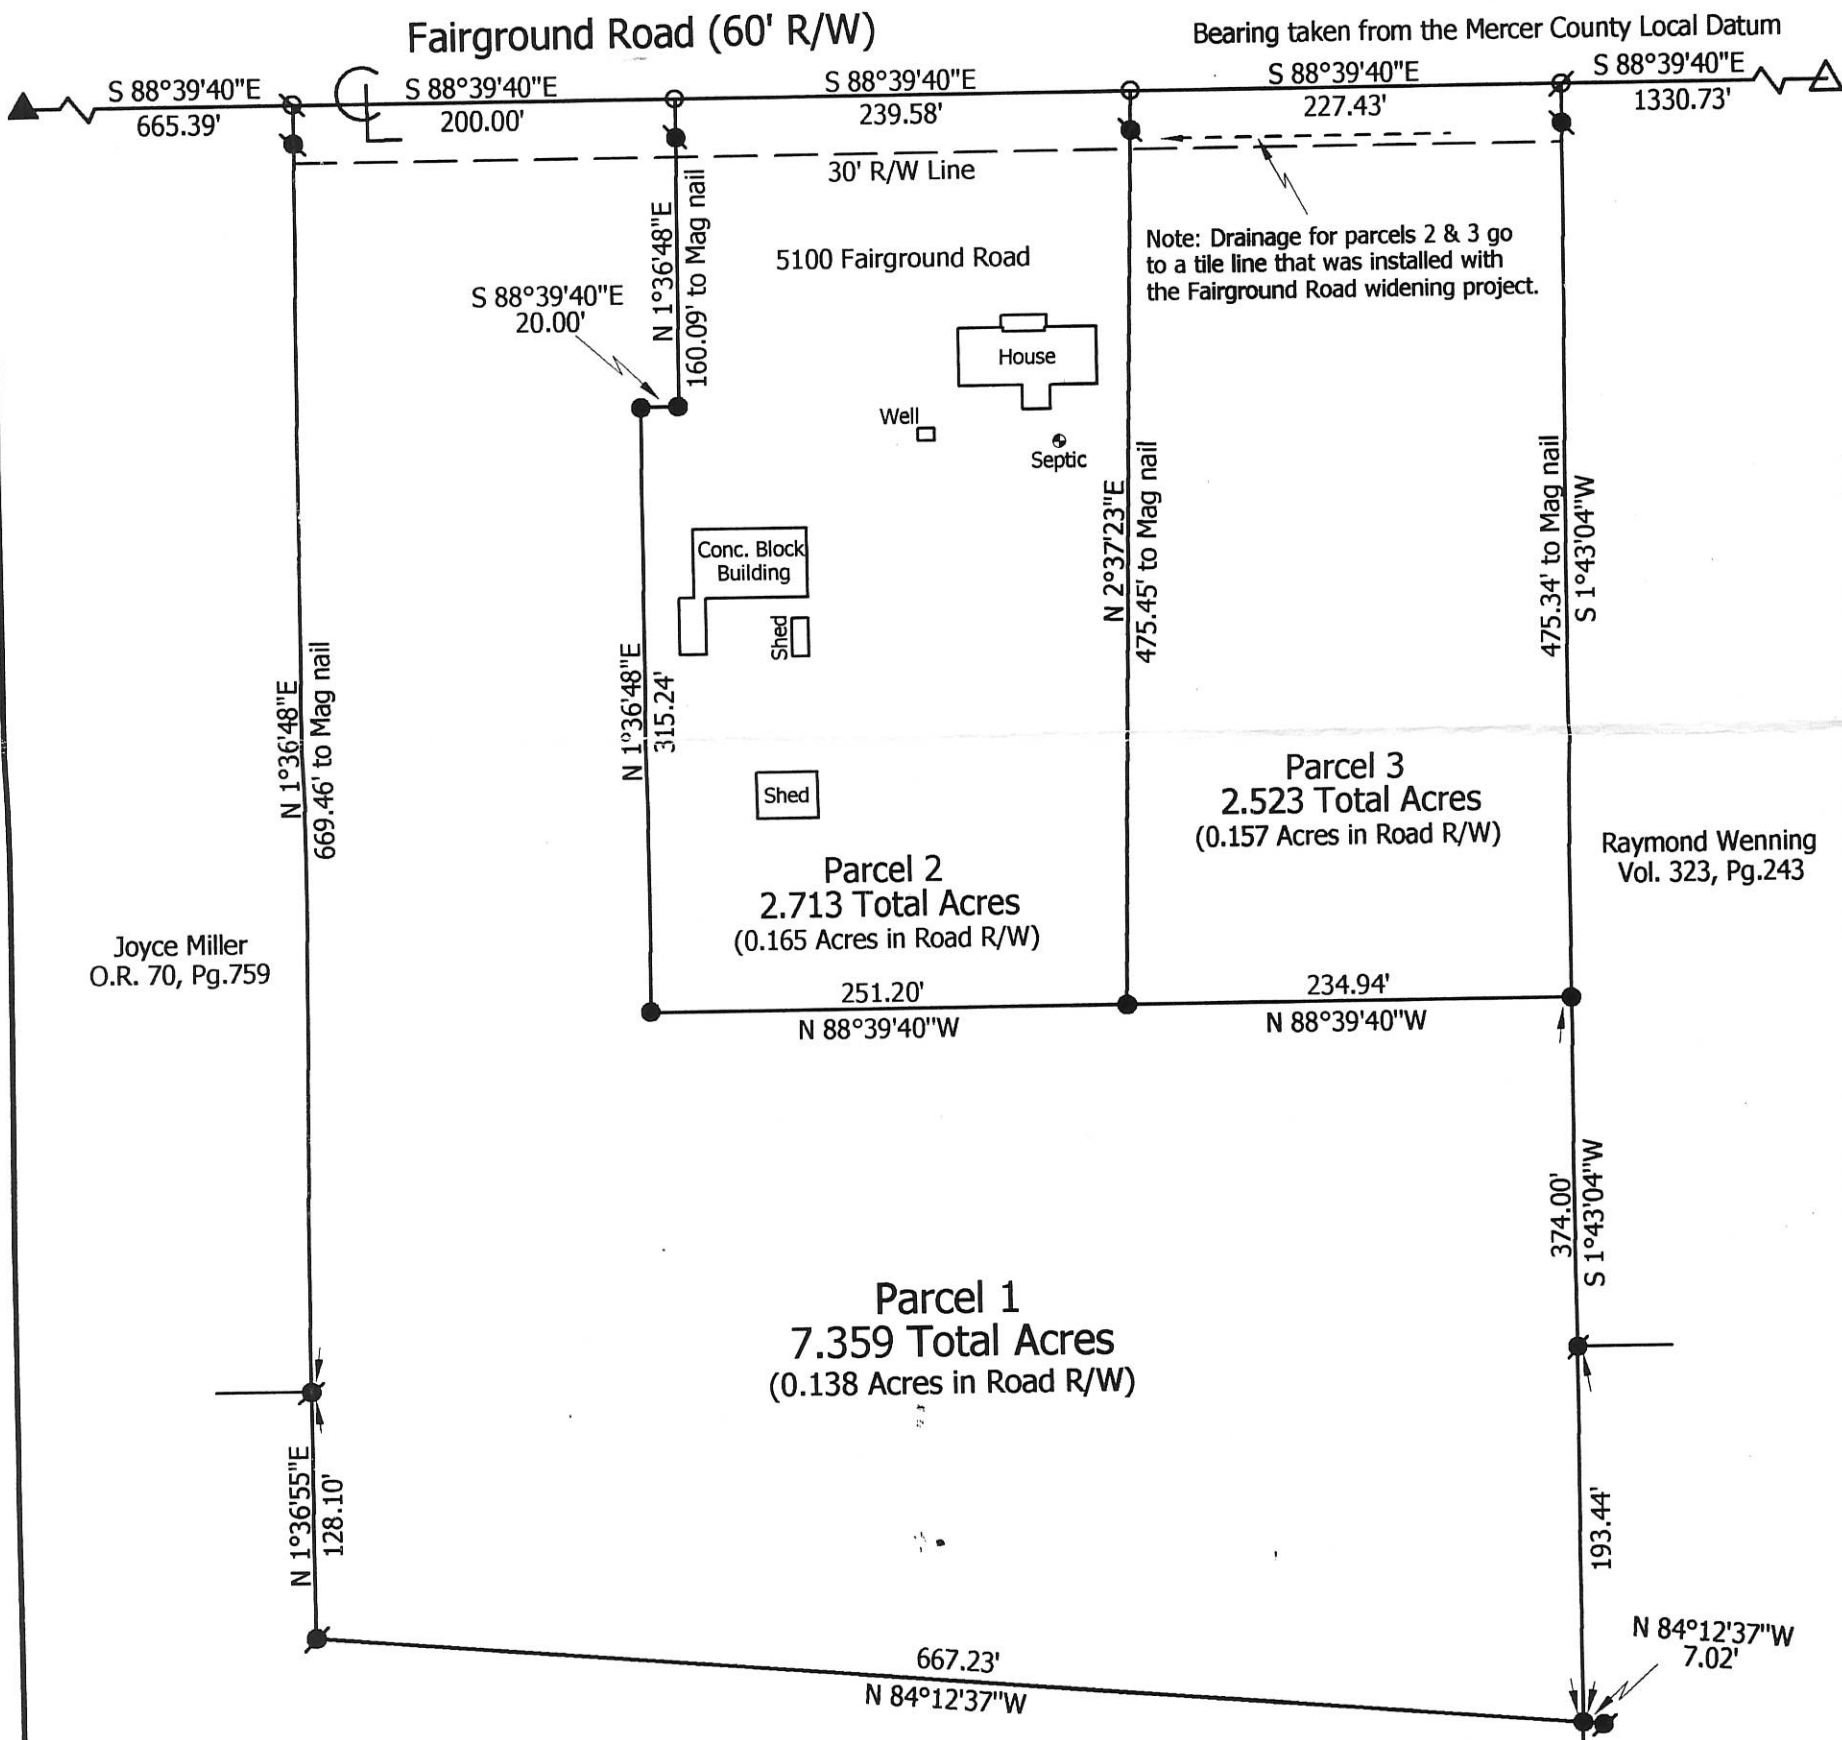 Fairground Road (60' R/W)
Bearing taken from the Mercer County Local Datum
S 88°39'40"E
665.39'
S 88°39'40"E
200.00'
S 88°39'40"E
239.58'
S 88°39'40"E
227.43'
S 88°39'40"E
1330.73'
CL
30' R/W Line
N 1°36'48"E
160.09' to Mag nail
5100 Fairground Road
Note: Drainage for parcels 2 & 3 go
to a tile line that was installed with
the Fairground Road widening project.
S 88°39'40"E
20.00'
House
Well
Septic
N 2°37'23"E
475.45' to Mag nail
475.34' to Mag nail
S 1°43'04"W
Conc. Block
Building
Shed
N 1°36'48"E
669.46' to Mag nail
N 1°36'48"E
315.24'
Shed
Parcel 3
2.523 Total Acres
(0.157 Acres in Road R/W)
Raymond Wenning
Vol. 323, Pg.243
Parcel 2
2.713 Total Acres
(0.165 Acres in Road R/W)
Joyce Miller
O.R. 70, Pg.759
251.20'
N 88°39'40"W
234.94'
N 88°39'40"W
374.00'
S 1°43'04"W
Parcel 1
7.359 Total Acres
(0.138 Acres in Road R/W)
N 1°36'55"E
128.10'
193.44'
N 84°12'37"W
7.02'
667.23'
N 84°12'37"W